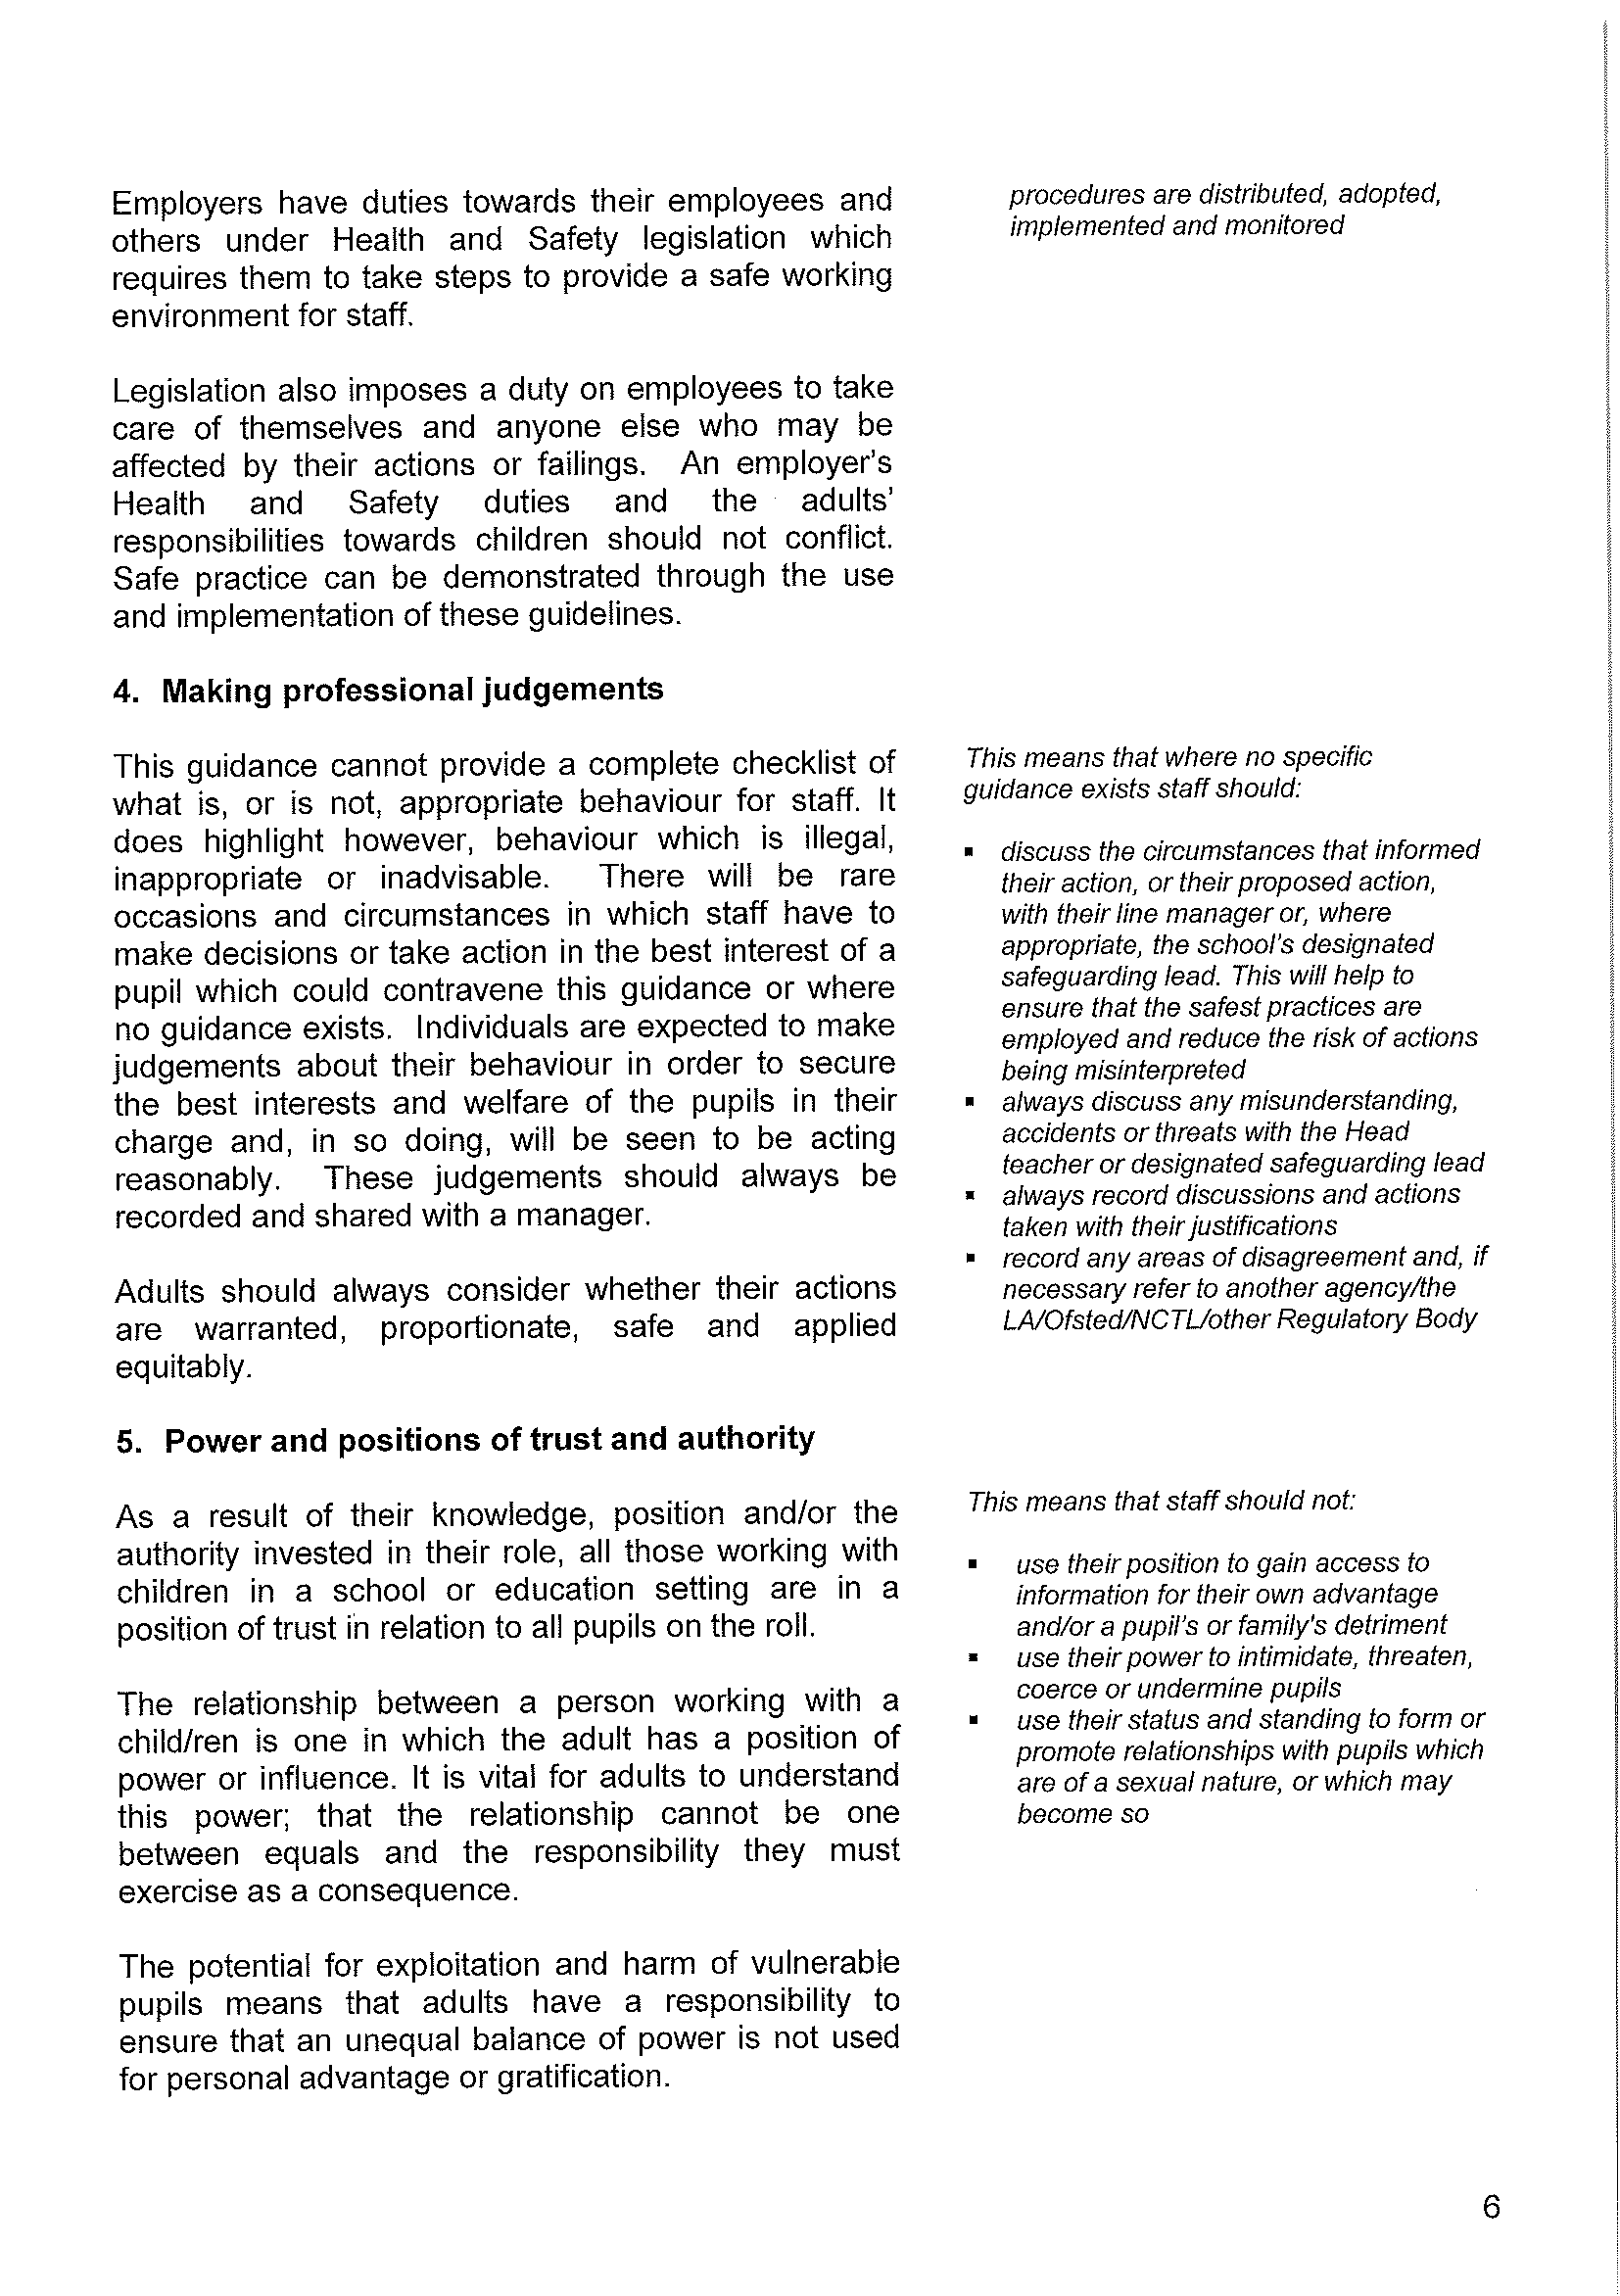 Employers have duties towards their employees and
others under Health and Safety legislation which
requires them to take steps to provide a safe working
environment for staff.
procedures are distributed, adopted,
implemented and monitored
Legislation also imposes a duty on employees to take
care of themselves and anyone else who may be
affected by their actions or failings. An employer's
Health and Safety duties and the adults'
responsibilities towards children should not conflict.
Safe practice can be demonstrated through the use
and implementation of these guidelines.
4. Making professional judgements
This guidance cannot provide a complete checklist of
what is, or is not, appropriate behaviour for staff. It
does highlight however, behaviour which is illegal,
inappropriate or inadvisable. There will be rare
occasions and circumstances in which staff have to
make decisions or take action in the best interest of a
pupil which could contravene this guidance or where
no guidance exists. Individuals are expected to make
judgements about their behaviour in order to secure
the best interests and welfare of the pupils in their
charge and, in so doing, will be seen to be acting
reasonably. These judgements should always be
recorded and shared with a manager.
Adults should always consider whether their actions
are warranted, proportionate, safe and applied
equitably.
This means that where no specific
guidance exists staff should:
▪ discuss the circumstances that informed
their action, or their proposed action,
with their line manager or, where
appropriate, the school's designated
safeguarding lead. This will help to
ensure that the safest practices are
employed and reduce the risk of actions
being misinterpreted
▪ always discuss any misunderstanding,
accidents or threats with the Head
teacher or designated safeguarding lead
▪ always record discussions and actions
taken with their justifications
▪ record any areas of disagreement and, if
necessary refer to another agency/the
LA/Ofsted/NCTL/other Regulatory Body
5. Power and positions of trust and authority
As a result of their knowledge, position and/or the
authority invested in their role, all those working with
children in a school or education setting are in a
position of trust in relation to all pupils on the roll.
The relationship between a person working with a
child/ren is one in which the adult has a position of
power or influence. It is vital for adults to understand
this power; that the relationship cannot be one
between equals and the responsibility they must
exercise as a consequence.
The potential for exploitation and harm of vulnerable
pupils means that adults have a responsibility to
ensure that an unequal balance of power is not used
for personal advantage or gratification.
This means that staff should not:
▪ use their position to gain access to
information for their own advantage
and/or a pupil's or family's detriment
▪ use their power to intimidate, threaten,
coerce or undermine pupils
▪ use their status and standing to form or
promote relationships with pupils which
are of a sexual nature, or which may
become so
6